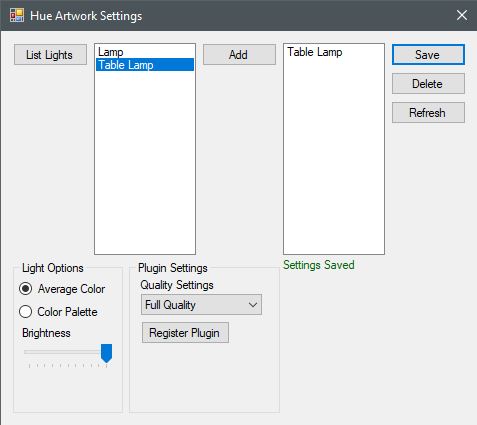 Hue Artwork Settings
List Lights
Lamp
Table Lamp
Add
Table Lamp
Save
Delete
Refresh
Settings Saved
Light Options
Average Color
Color Palette
Brightness
Plugin Settings
Quality Settings
Full Quality
Register Plugin